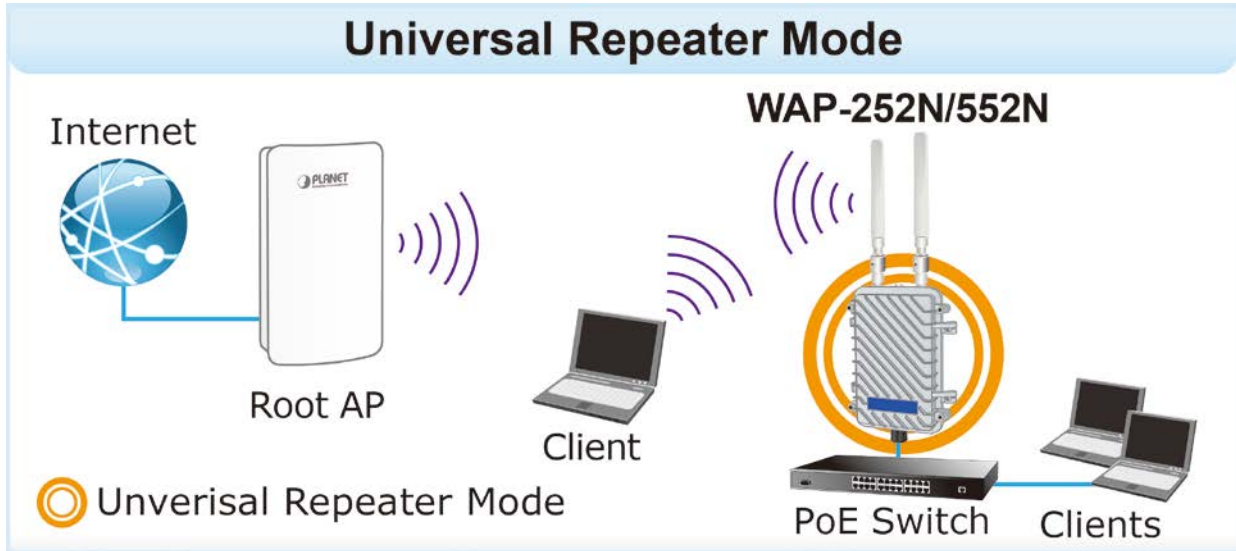 Universal Repeater Mode
WAP-252N/552N
Internet
PLANET
Root AP
Client
Unverisal Repeater Mode
PoE Switch
Clients